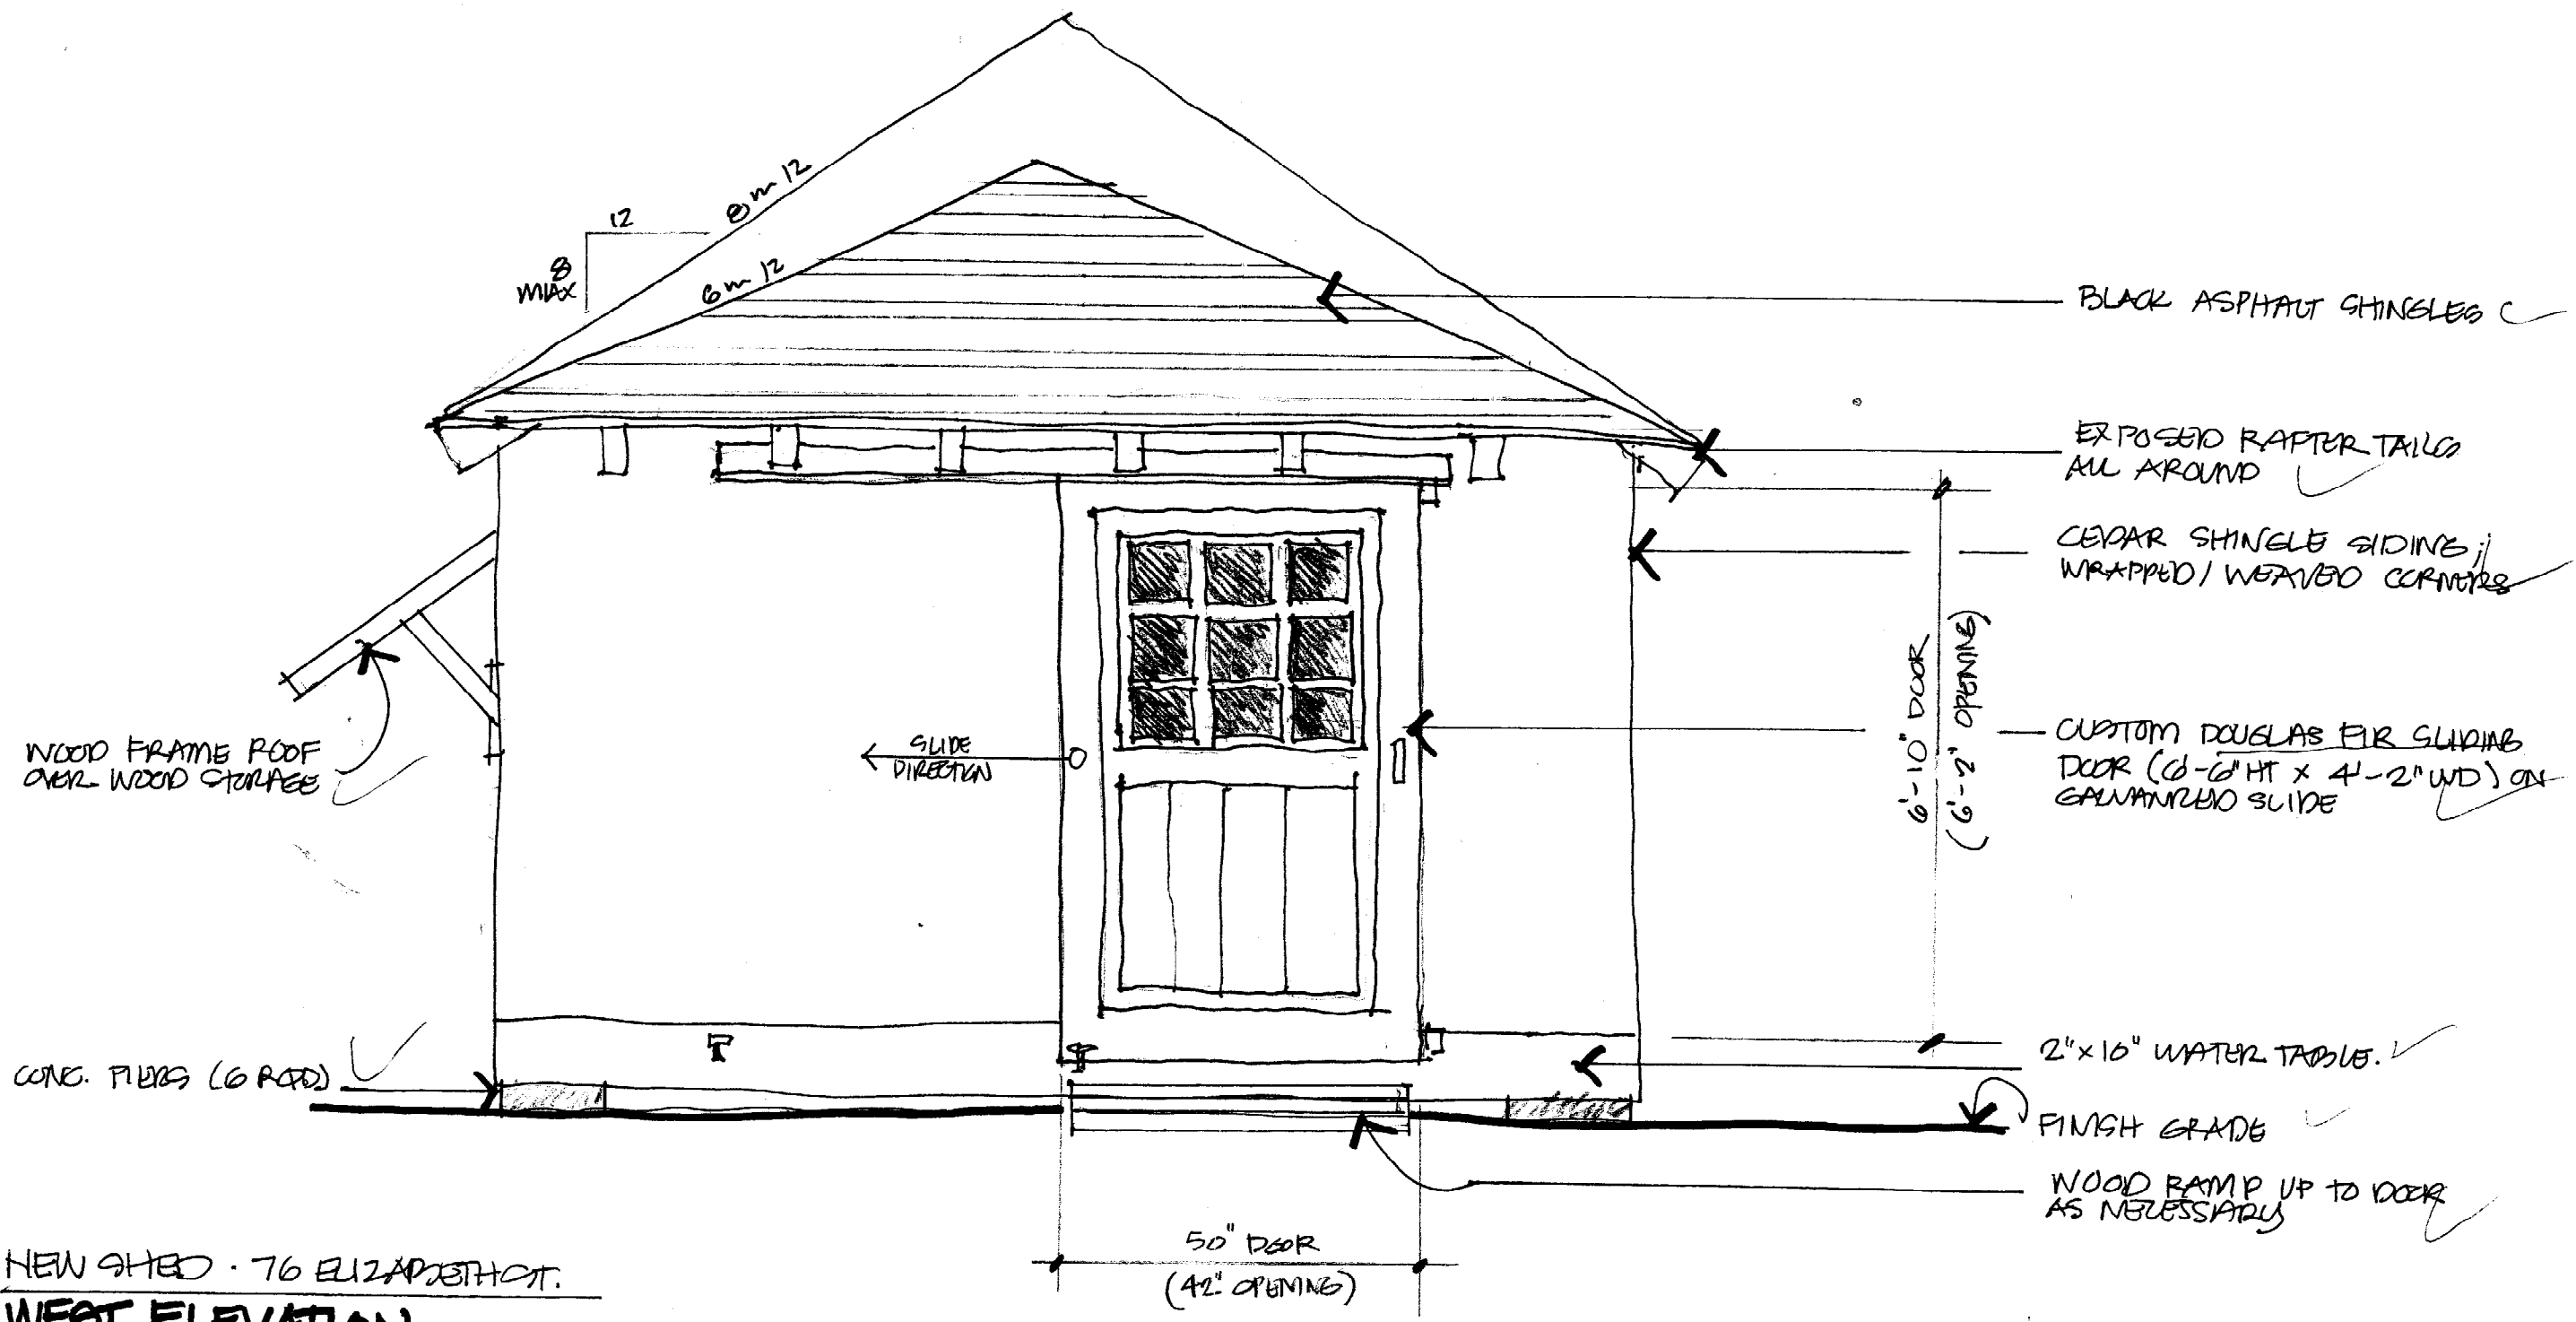 12
8 in 12
8
MAX
6 in 12
BLACK ASPHALT SHINGLES
EXPOSED RAFTER TAILS
ALL AROUND
CEDAR SHINGLE SIDING;
WRAPPED/WEAVED CORNERS
6'-10" DOOR
(6'-2" OPENING)
WOOD FRAME ROOF
OVER WOOD STORAGE
SLIDE
DIRECTION
CUSTOM DOUGLAS FIR SLIDING
DOOR (6'-6" HT x 4'-2" WD) ON
GALVANIZED SLIDE
CONC. PIERS (6 REQD)
2"x10" WATER TABLE.
FINISH GRADE
WOOD RAMP UP TO DOOR
AS NECESSARY
50" DOOR
(42" OPENING)
NEW SHED · 76 ELIZABETH ST.
WEST ELEVATION